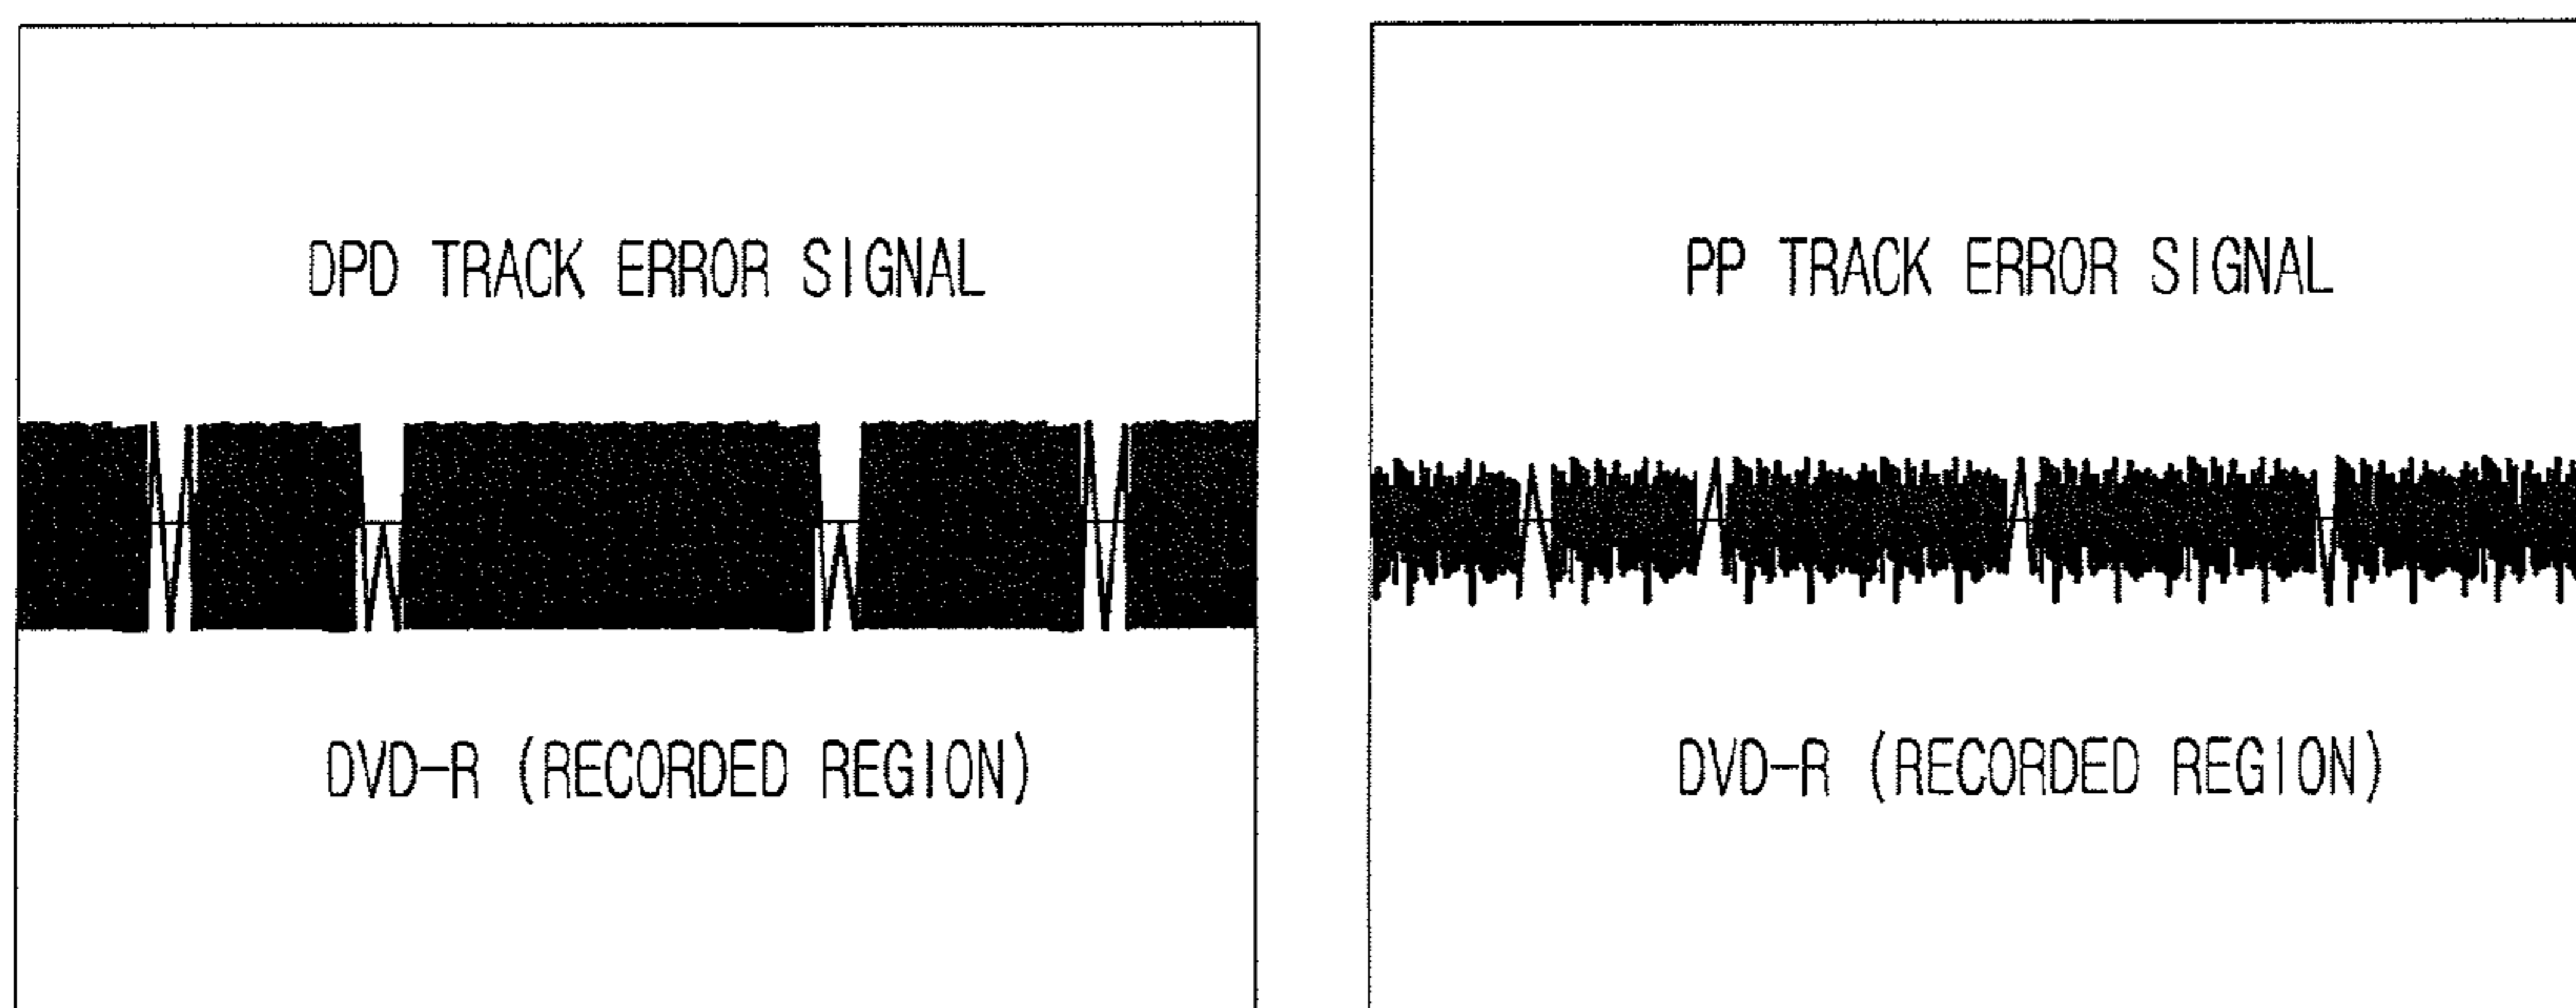 DPD TRACK ERROR SIGNAL
DVD-R (RECORDED REGION)
PP TRACK ERROR SIGNAL
DVD-R (RECORDED REGION)